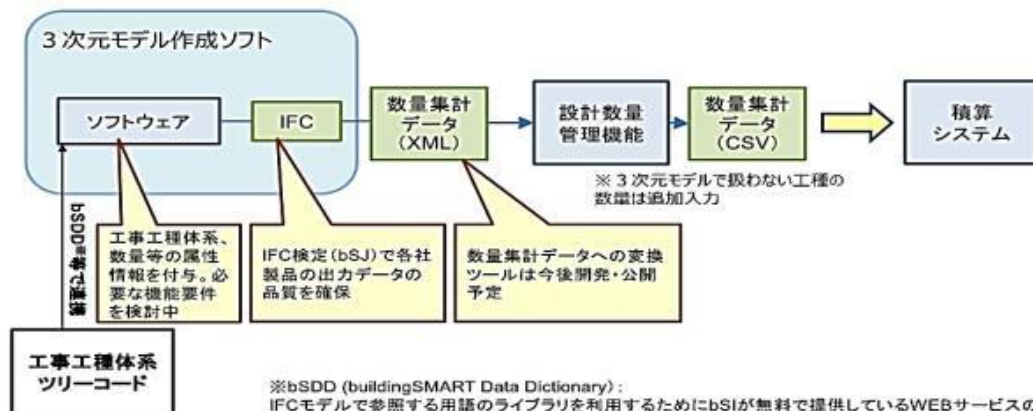 3次元モデル作成ソフト
ソフトウェア
IFC
数量集計
データ
(XML)
設計数量
管理機能
数量集計
データ
(CSV)
積算
システム
※3次元モデルで扱わない工種の
数量は追加入力
bSDD※等で連携
工事工種体系、
数量等の属性
情報を付与。必
要な機能要件
を検討中
IFC検定(bSJ)で各社
製品の出力データの
品質を確保
数量集計データへの変換
ツールは今後開発・公開
予定
工事工種体系
ツリーコード
※bSDD (buildingSMART Data Dictionary):
IFCモデルで参照する用語のライブラリを利用するためにbSIが無料で提供しているWEBサービスの